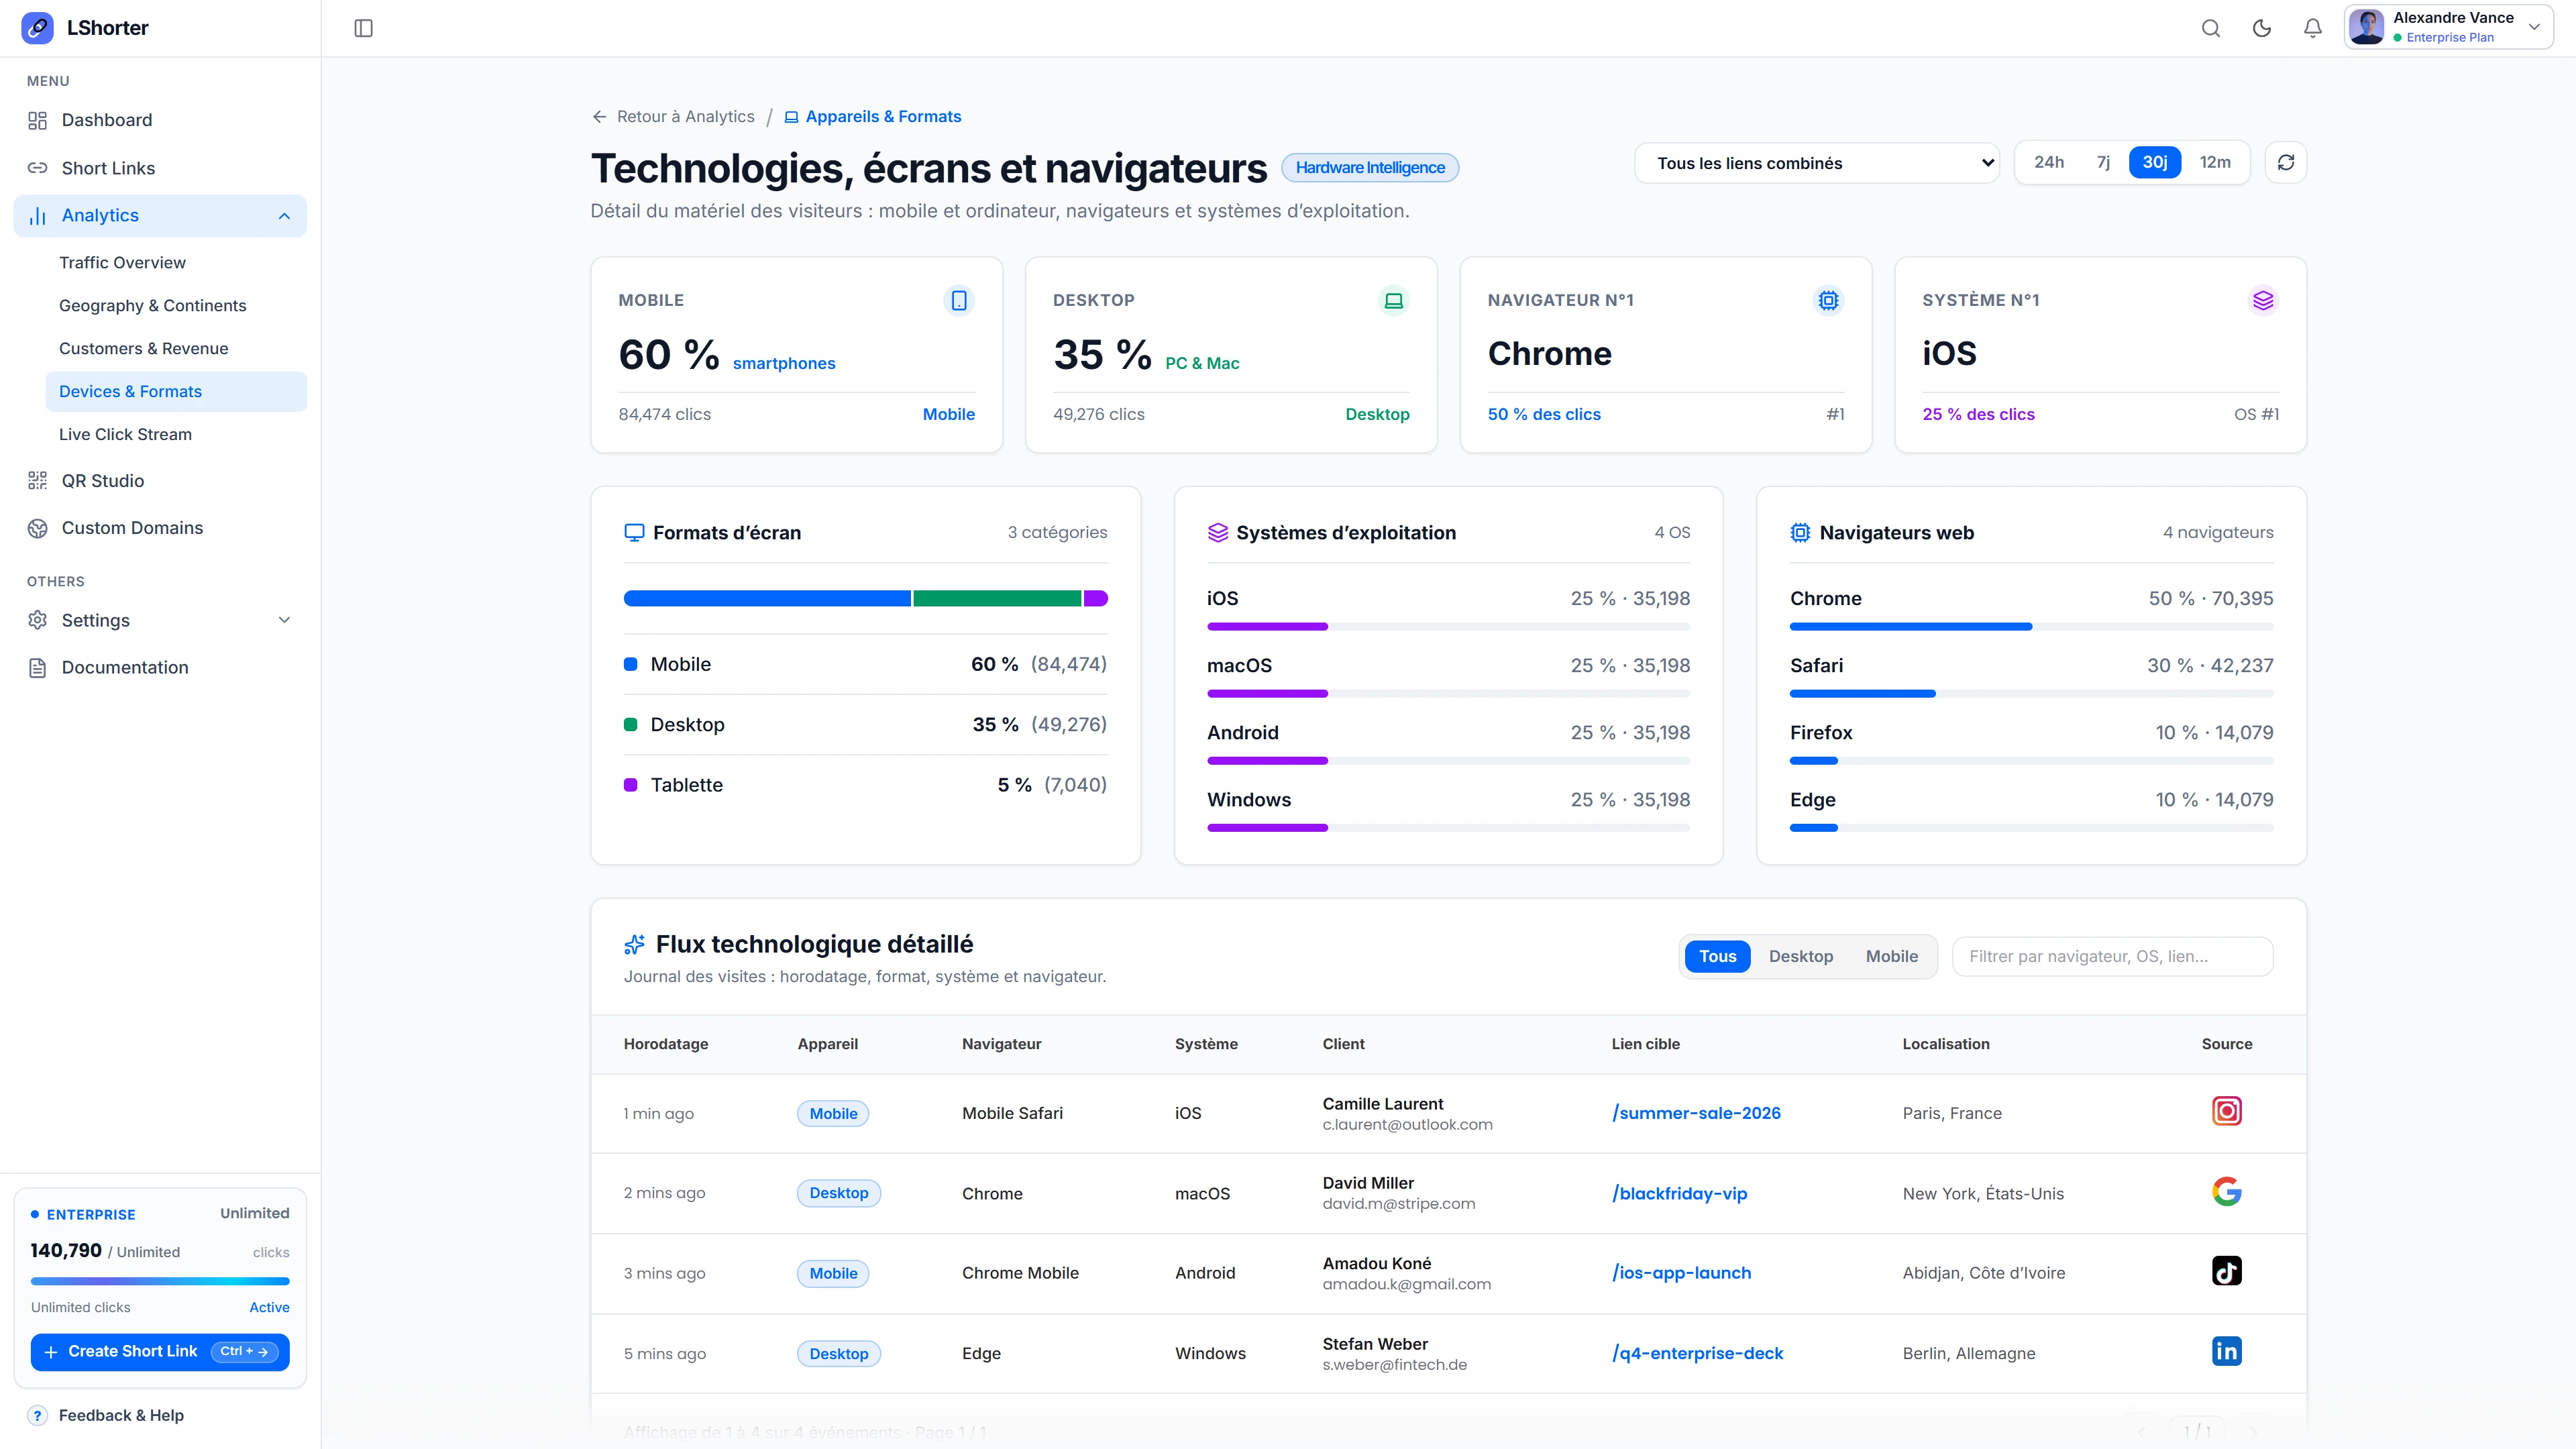 LShorter
Alexandre Vance
Enterprise Plan
MENU
Dashboard
Short Links
Analytics
Traffic Overview
Geography & Continents
Customers & Revenue
Devices & Formats
Live Click Stream
QR Studio
Custom Domains
OTHERS
Settings
Documentation
ENTERPRISE Unlimited
140,790 / Unlimited clicks
Unlimited clicks Active
+ Create Short Link Ctrl + →
? Feedback & Help
← Retour à Analytics / Appareils & Formats
Technologies, écrans et navigateurs Hardware Intelligence
Détail du matériel des visiteurs : mobile et ordinateur, navigateurs et systèmes d’exploitation.
Tous les liens combinés 24h 7j 30j 12m
MOBILE
60 % smartphones
84,474 clics Mobile
DESKTOP
35 % PC & Mac
49,276 clics Desktop
NAVIGATEUR N°1
Chrome
50 % des clics #1
SYSTÈME N°1
iOS
25 % des clics OS #1
Formats d’écran 3 catégories
Mobile 60 % (84,474)
Desktop 35 % (49,276)
Tablette 5 % (7,040)
Systèmes d’exploitation 4 OS
iOS 25 % · 35,198
macOS 25 % · 35,198
Android 25 % · 35,198
Windows 25 % · 35,198
Navigateurs web 4 navigateurs
Chrome 50 % · 70,395
Safari 30 % · 42,237
Firefox 10 % · 14,079
Edge 10 % · 14,079
Flux technologique détaillé
Journal des visites : horodatage, format, système et navigateur.
Tous Desktop Mobile Filtrer par navigateur, OS, lien...
Horodatage Appareil Navigateur Système Client Lien cible Localisation Source
1 min ago Mobile Mobile Safari iOS Camille Laurent /summer-sale-2026 Paris, France
c.laurent@outlook.com
2 mins ago Desktop Chrome macOS David Miller /blackfriday-vip New York, États-Unis
david.m@stripe.com
3 mins ago Mobile Chrome Mobile Android Amadou Koné /ios-app-launch Abidjan, Côte d’Ivoire
amadou.k@gmail.com
5 mins ago Desktop Edge Windows Stefan Weber /q4-enterprise-deck Berlin, Allemagne
s.weber@fintech.de
in
Affichage de 1 à 4 sur 4 événements · Page 1 / 1
1 / 1